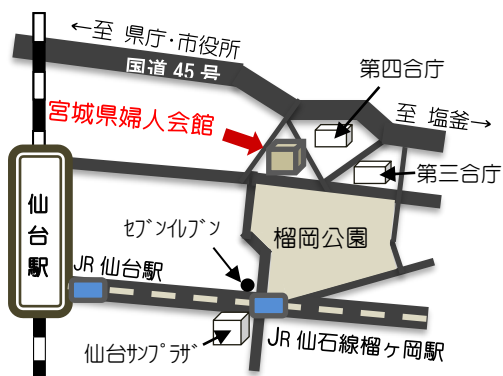 ←至 県庁・市役所
国道 45 号
第四合庁
至 塩釜→
宮城県婦人会館
第三合庁
仙台駅
ｾﾌﾞﾝｲﾚﾌﾞﾝ
榴岡公園
JR 仙台駅
仙台ｻﾝﾌﾟﾗｻﾞ
JR 仙石線榴ヶ岡駅